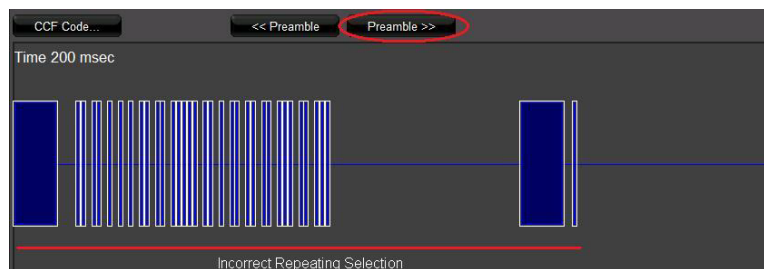 CCF Code... << Preamble Preamble >>
Time 200 msec
Incorrect Repeating Selection